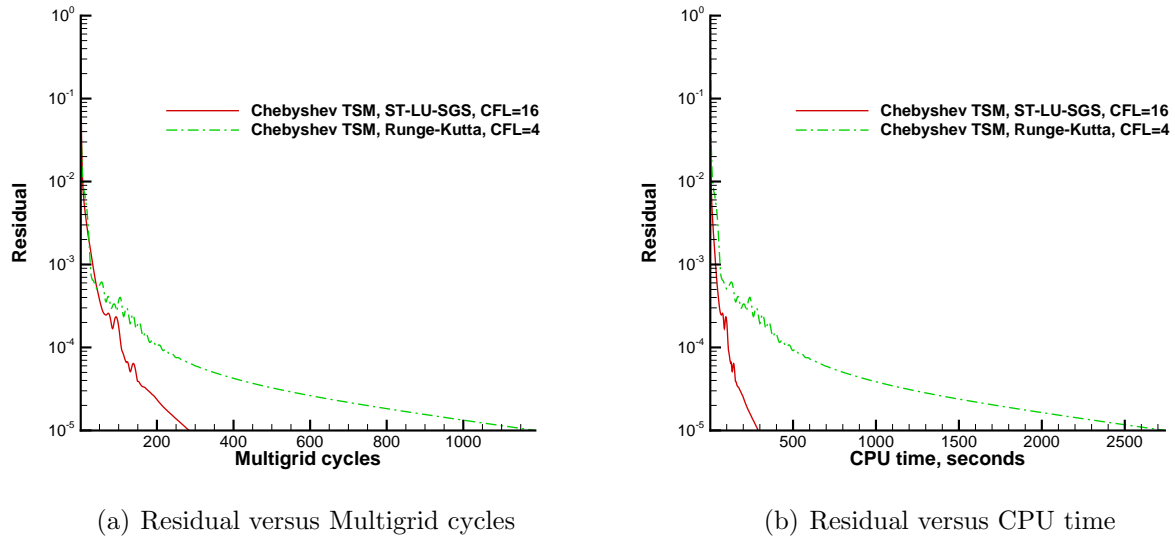 10^0
10^-1
10^-2
10^-3
10^-4
10^-5
Residual
Chebyshev TSM, ST-LU-SGS, CFL=16
Chebyshev TSM, Runge-Kutta, CFL=4
200 400 600 800 1000
Multigrid cycles
(a) Residual versus Multigrid cycles
10^0
10^-1
10^-2
10^-3
10^-4
10^-5
Residual
Chebyshev TSM, ST-LU-SGS, CFL=16
Chebyshev TSM, Runge-Kutta, CFL=4
500 1000 1500 2000 2500
CPU time, seconds
(b) Residual versus CPU time